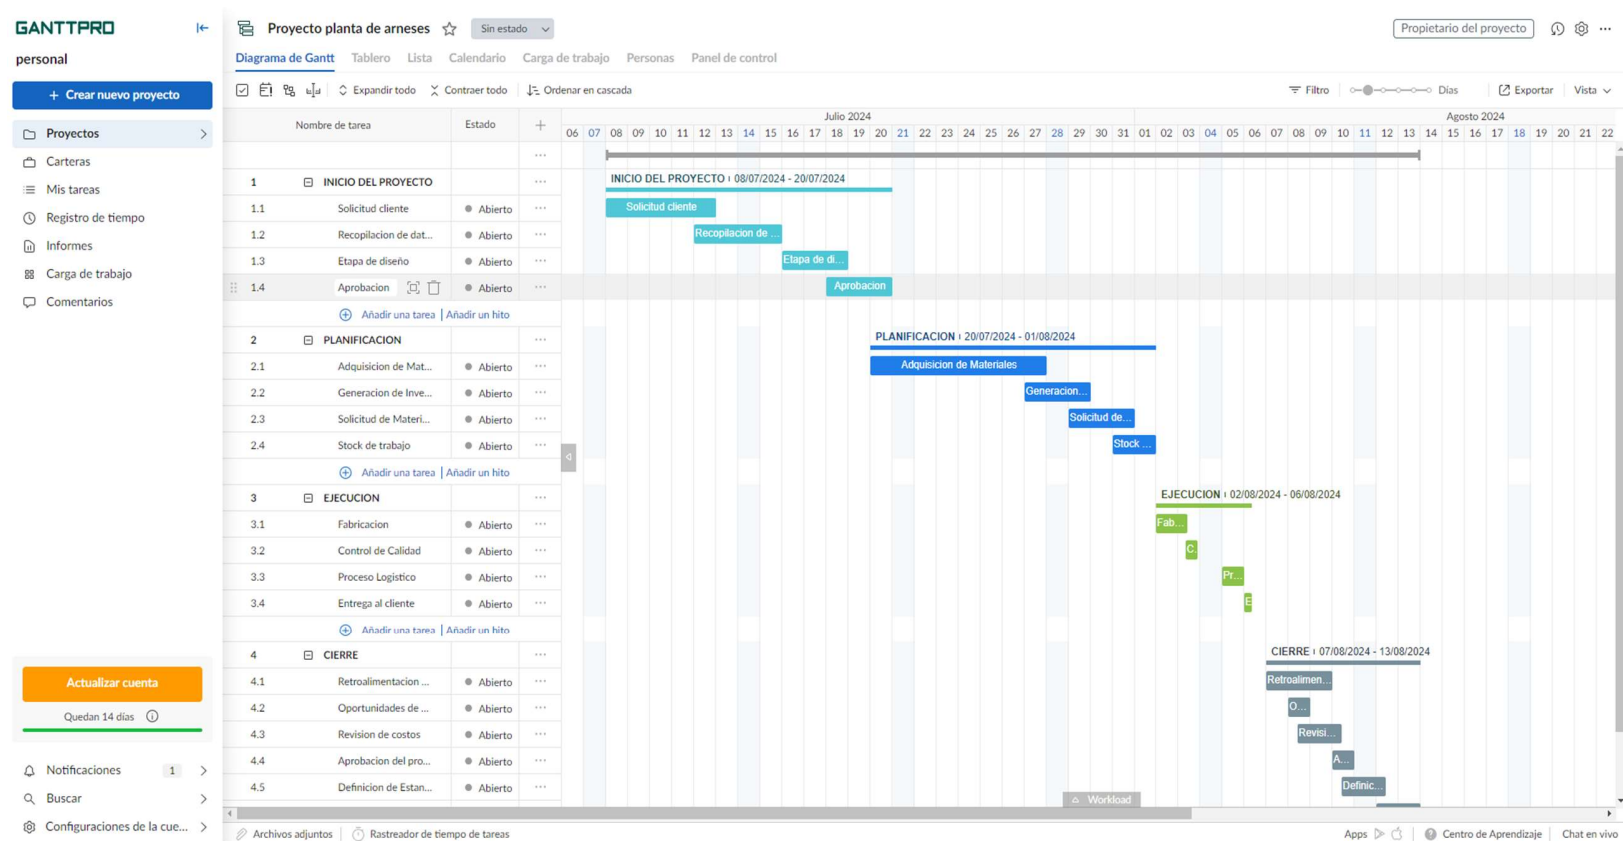 GANTTPRO
personal
+ Crear nuevo proyecto
Proyectos
Carteras
Mis tareas
Registro de tiempo
Informes
Carga de trabajo
Comentarios
Actualizar cuenta
Quedan 14 días
Notificaciones 1
Buscar
Configuraciones de la cue...
Proyecto planta de arneses Sin estado Propietario del proyecto
Diagrama de Gantt Tablero Lista Calendario Carga de trabajo Personas Panel de control
Expandir todo Contraer todo Ordenar en cascada Filtro Días Exportar Vista
Nombre de tarea Estado + Julio 2024 Agosto 2024
06 07 08 09 10 11 12 13 14 15 16 17 18 19 20 21 22 23 24 25 26 27 28 29 30 31 01 02 03 04 05 06 07 08 09 10 11 12 13 14 15 16 17 18 19 20 21 22
1 INICIO DEL PROYECTO INICIO DEL PROYECTO 08/07/2024 - 20/07/2024
1.1 Solicitud cliente Abierto Solicitud cliente
1.2 Recopilacion de dat... Abierto Recopilacion de ...
1.3 Etapa de diseño Abierto Etapa de di...
1.4 Aprobacion Abierto Aprobacion
Añadir una tarea | Añadir un hito
2 PLANIFICACION PLANIFICACION 20/07/2024 - 01/08/2024
2.1 Adquisicion de Mat... Abierto Adquisicion de Materiales
2.2 Generacion de Inve... Abierto Generacion...
2.3 Solicitud de Materi... Abierto Solicitud de...
2.4 Stock de trabajo Abierto Stock ...
Añadir una tarea | Añadir un hito
3 EJECUCION EJECUCION 02/08/2024 - 06/08/2024
3.1 Fabricacion Abierto Fab...
3.2 Control de Calidad Abierto C.
3.3 Proceso Logistico Abierto Pr...
3.4 Entrega al cliente Abierto E
Añadir una tarea | Añadir un hito
4 CIERRE CIERRE 07/08/2024 - 13/08/2024
4.1 Retroalimentacion ... Abierto Retroalimen...
4.2 Oportunidades de ... Abierto O...
4.3 Revision de costos Abierto Revisi...
4.4 Aprobacion del pro... Abierto A...
4.5 Definicion de Estan... Abierto Definic...
Workload
Archivos adjuntos Rastreador de tiempo de tareas Apps Centro de Aprendizaje Chat en vivo